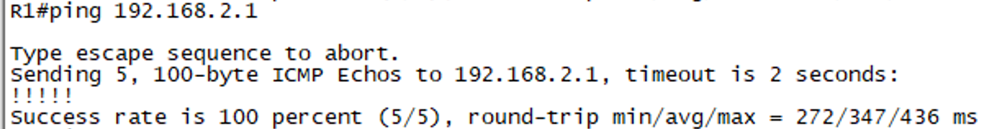 R1#ping 192.168.2.1
Type escape sequence to abort.
Sending 5, 100-byte ICMP Echos to 192.168.2.1, timeout is 2 seconds:
!!!!!
Success rate is 100 percent (5/5), round-trip min/avg/max = 272/347/436 ms